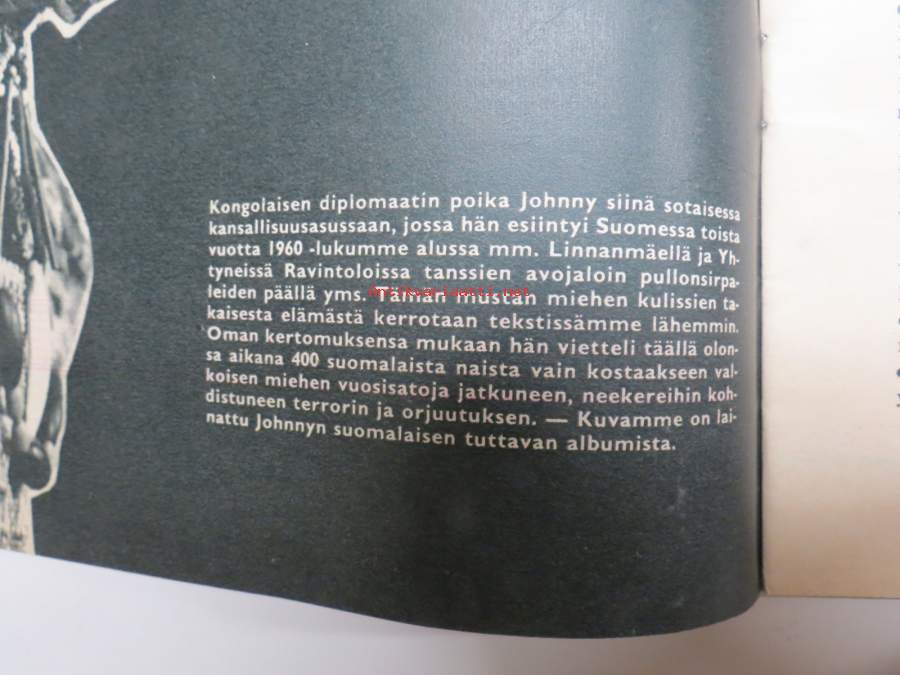 Kongolaisen diplomaatin poika Johnny siinä sotaisessa
kansallisuusasussaan, jossa hän esiintyi Suomessa toista
vuotta 1960 -lukumme alussa mm. Linnanmäellä ja Yh-
tyneissä Ravintoloissa tanssien avojaloin pullonsirpa-
leiden päällä yms. Tämän mustan miehen kulissien ta-
antikvariaatti.net
kaisesta elämästä kerrotaan tekstissämme lähemmin.
Oman kertomuksensa mukaan hän vietteli täällä olon-
sa aikana 400 suomalaista naista vain kostaakseen val-
koisen miehen vuosisatoja jatkuneen, neekereihin koh-
distuneen terrorin ja orjuutuksen. — Kuvamme on lai-
nattu Johnnyn suomalaisen tuttavan albumista.